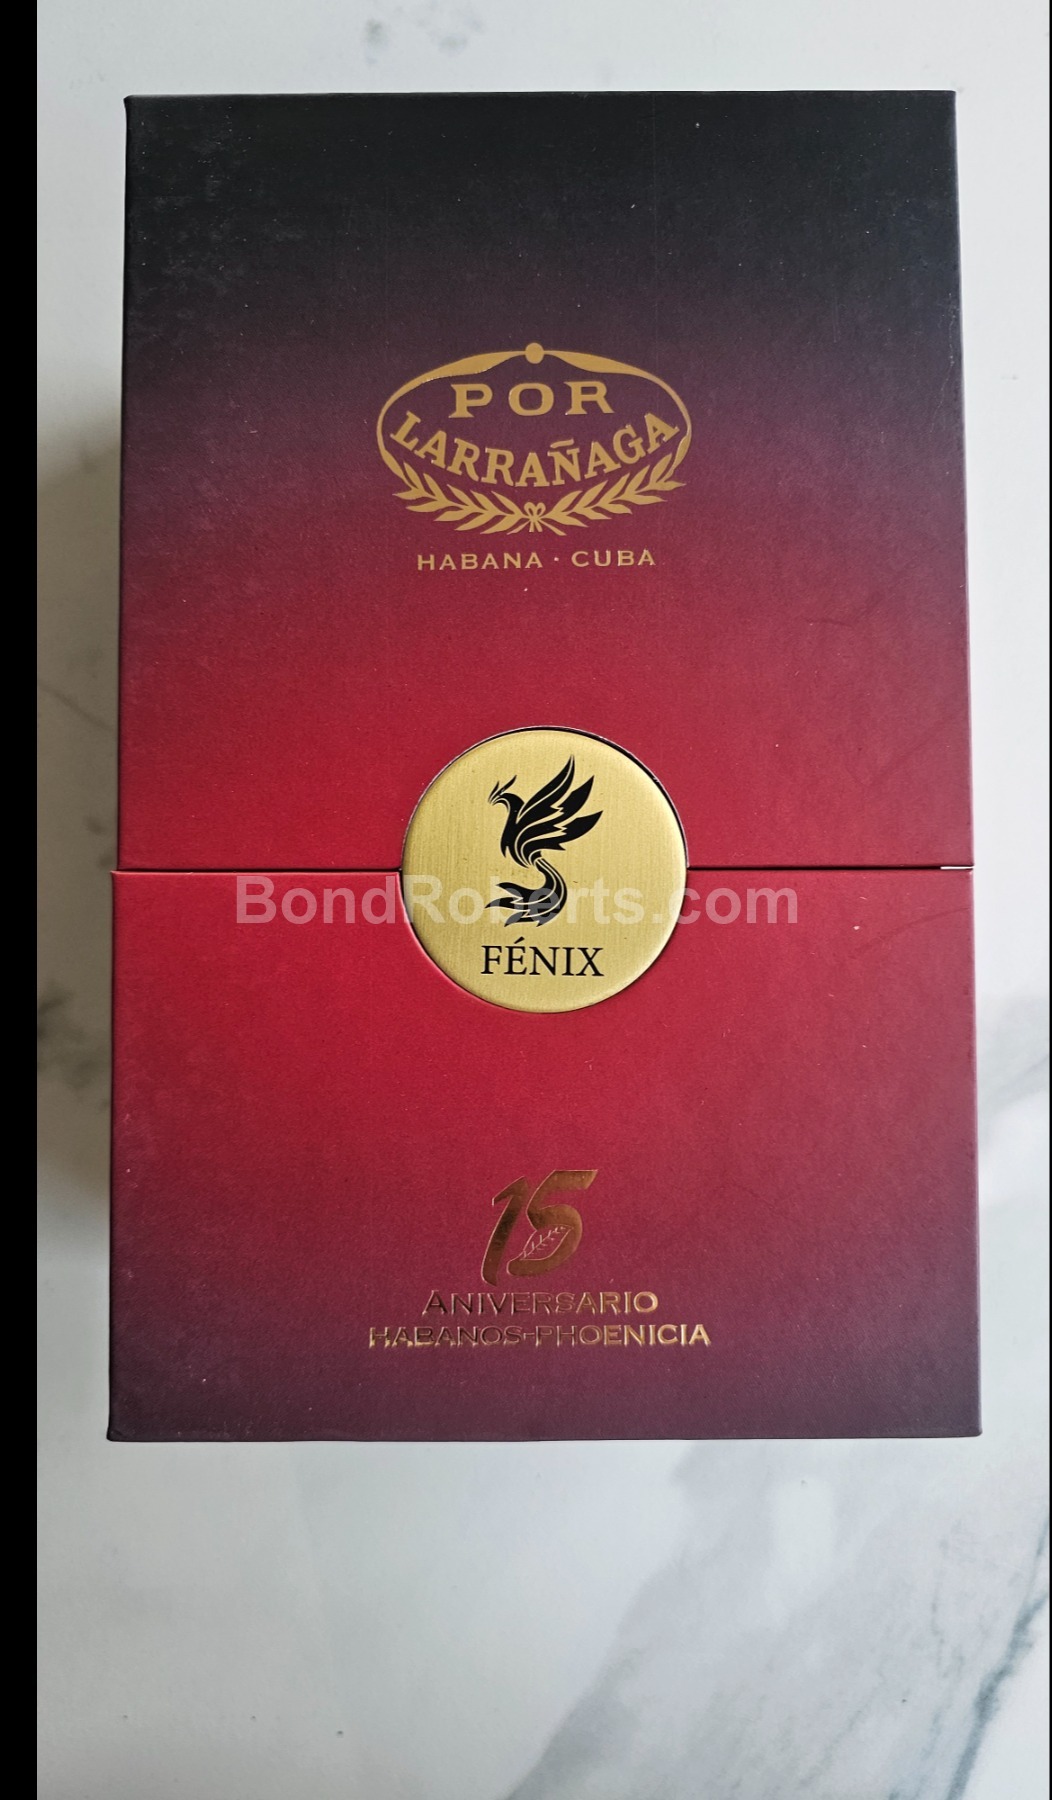 POR
LARRAÑAGA
HABANA · CUBA
BondRoberts.com
FÉNIX
15
ANIVERSARIO
HABANOS-PHOENICIA